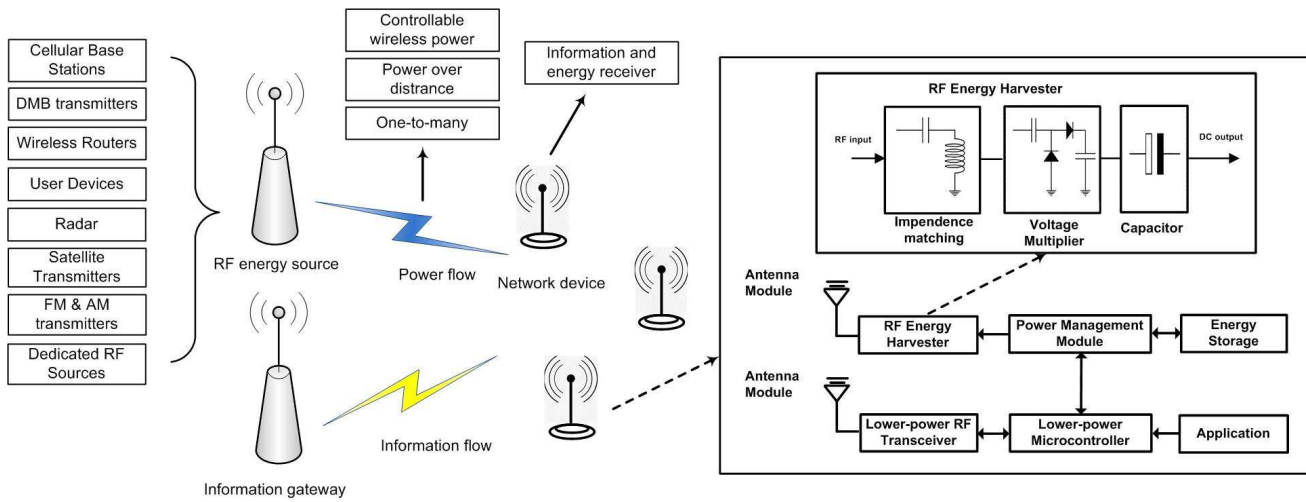 Cellular Base
Stations
DMB transmitters
Wireless Routers
User Devices
Radar
Satellite
Transmitters
FM & AM
transmitters
Dedicated RF
Sources
RF energy source
Information gateway
Controllable
wireless power
Power over
distrance
One-to-many
Power flow
Information flow
Information and
energy receiver
Network device
RF Energy Harvester
RF input
DC output
Impendence
matching
Voltage
Multiplier
Capacitor
Antenna
Module
RF Energy
Harvester
Power Management
Module
Energy
Storage
Antenna
Module
Lower-power RF
Transceiver
Lower-power
Microcontroller
Application